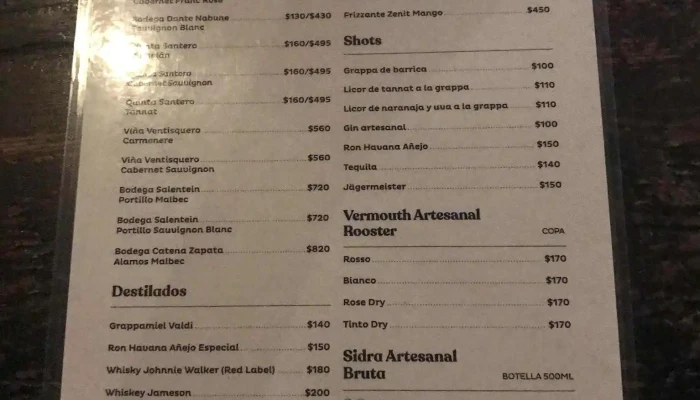 Cabernet Franc Rosé
Bodega Dante Nabune $130/$430
Sauvignon Blanc
Quinta Santero $160/$495
Quinta Santero $160/$495
Cabernet Sauvignon
Quinta Santero $160/$495
Tannat
Viña Ventisquero $560
Carmenere
Viña Ventisquero $560
Cabernet Sauvignon
Bodega Salentein $720
Portillo Malbec
Bodega Salentein $720
Portillo Sauvignon Blanc
Bodega Catena Zapata $820
Alamos Malbec
Destilados
Grappamiel Valdi $140
Ron Havana Añejo Especial $150
Whisky Johnnie Walker (Red Label) $180
Whiskey Jameson $200
Frizzante Zenit Mango $450
Shots
Grappa de barrica $100
Licor de tannat a la grappa $110
Licor de naranaja y uva a la grappa $110
Gin artesanal $100
Ron Havana Añejo $150
Tequila $140
Jägermeister $150
Vermouth Artesanal
Rooster COPA
Rosso $170
Bianco $170
Rose Dry $170
Tinto Dry $170
Sidra Artesanal
Bruta BOTELLA 500ML